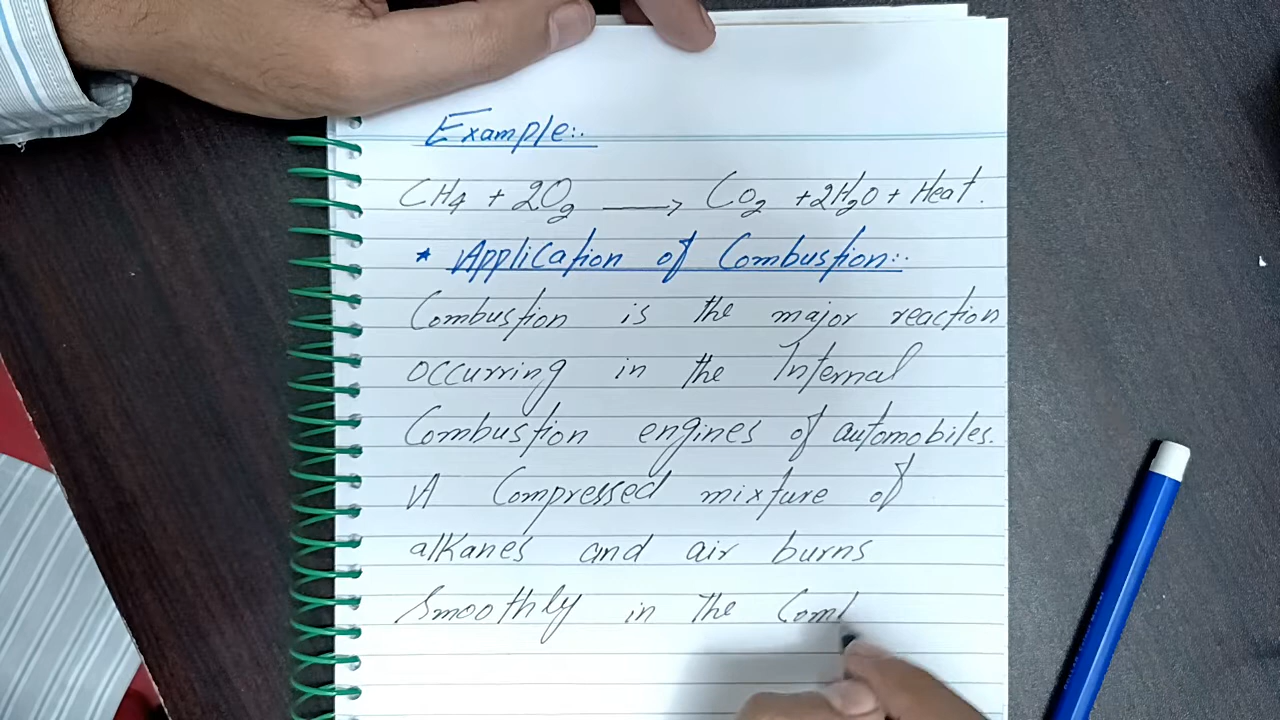 Example:.
CH4 + 2O2 → CO2 + 2H2O + Heat.
* Application of Combustion:.
Combustion is the major reaction
occurring in the Internal
Combustion engines of automobiles.
A Compressed mixture of
alkanes and air burns
Smoothly in the Com